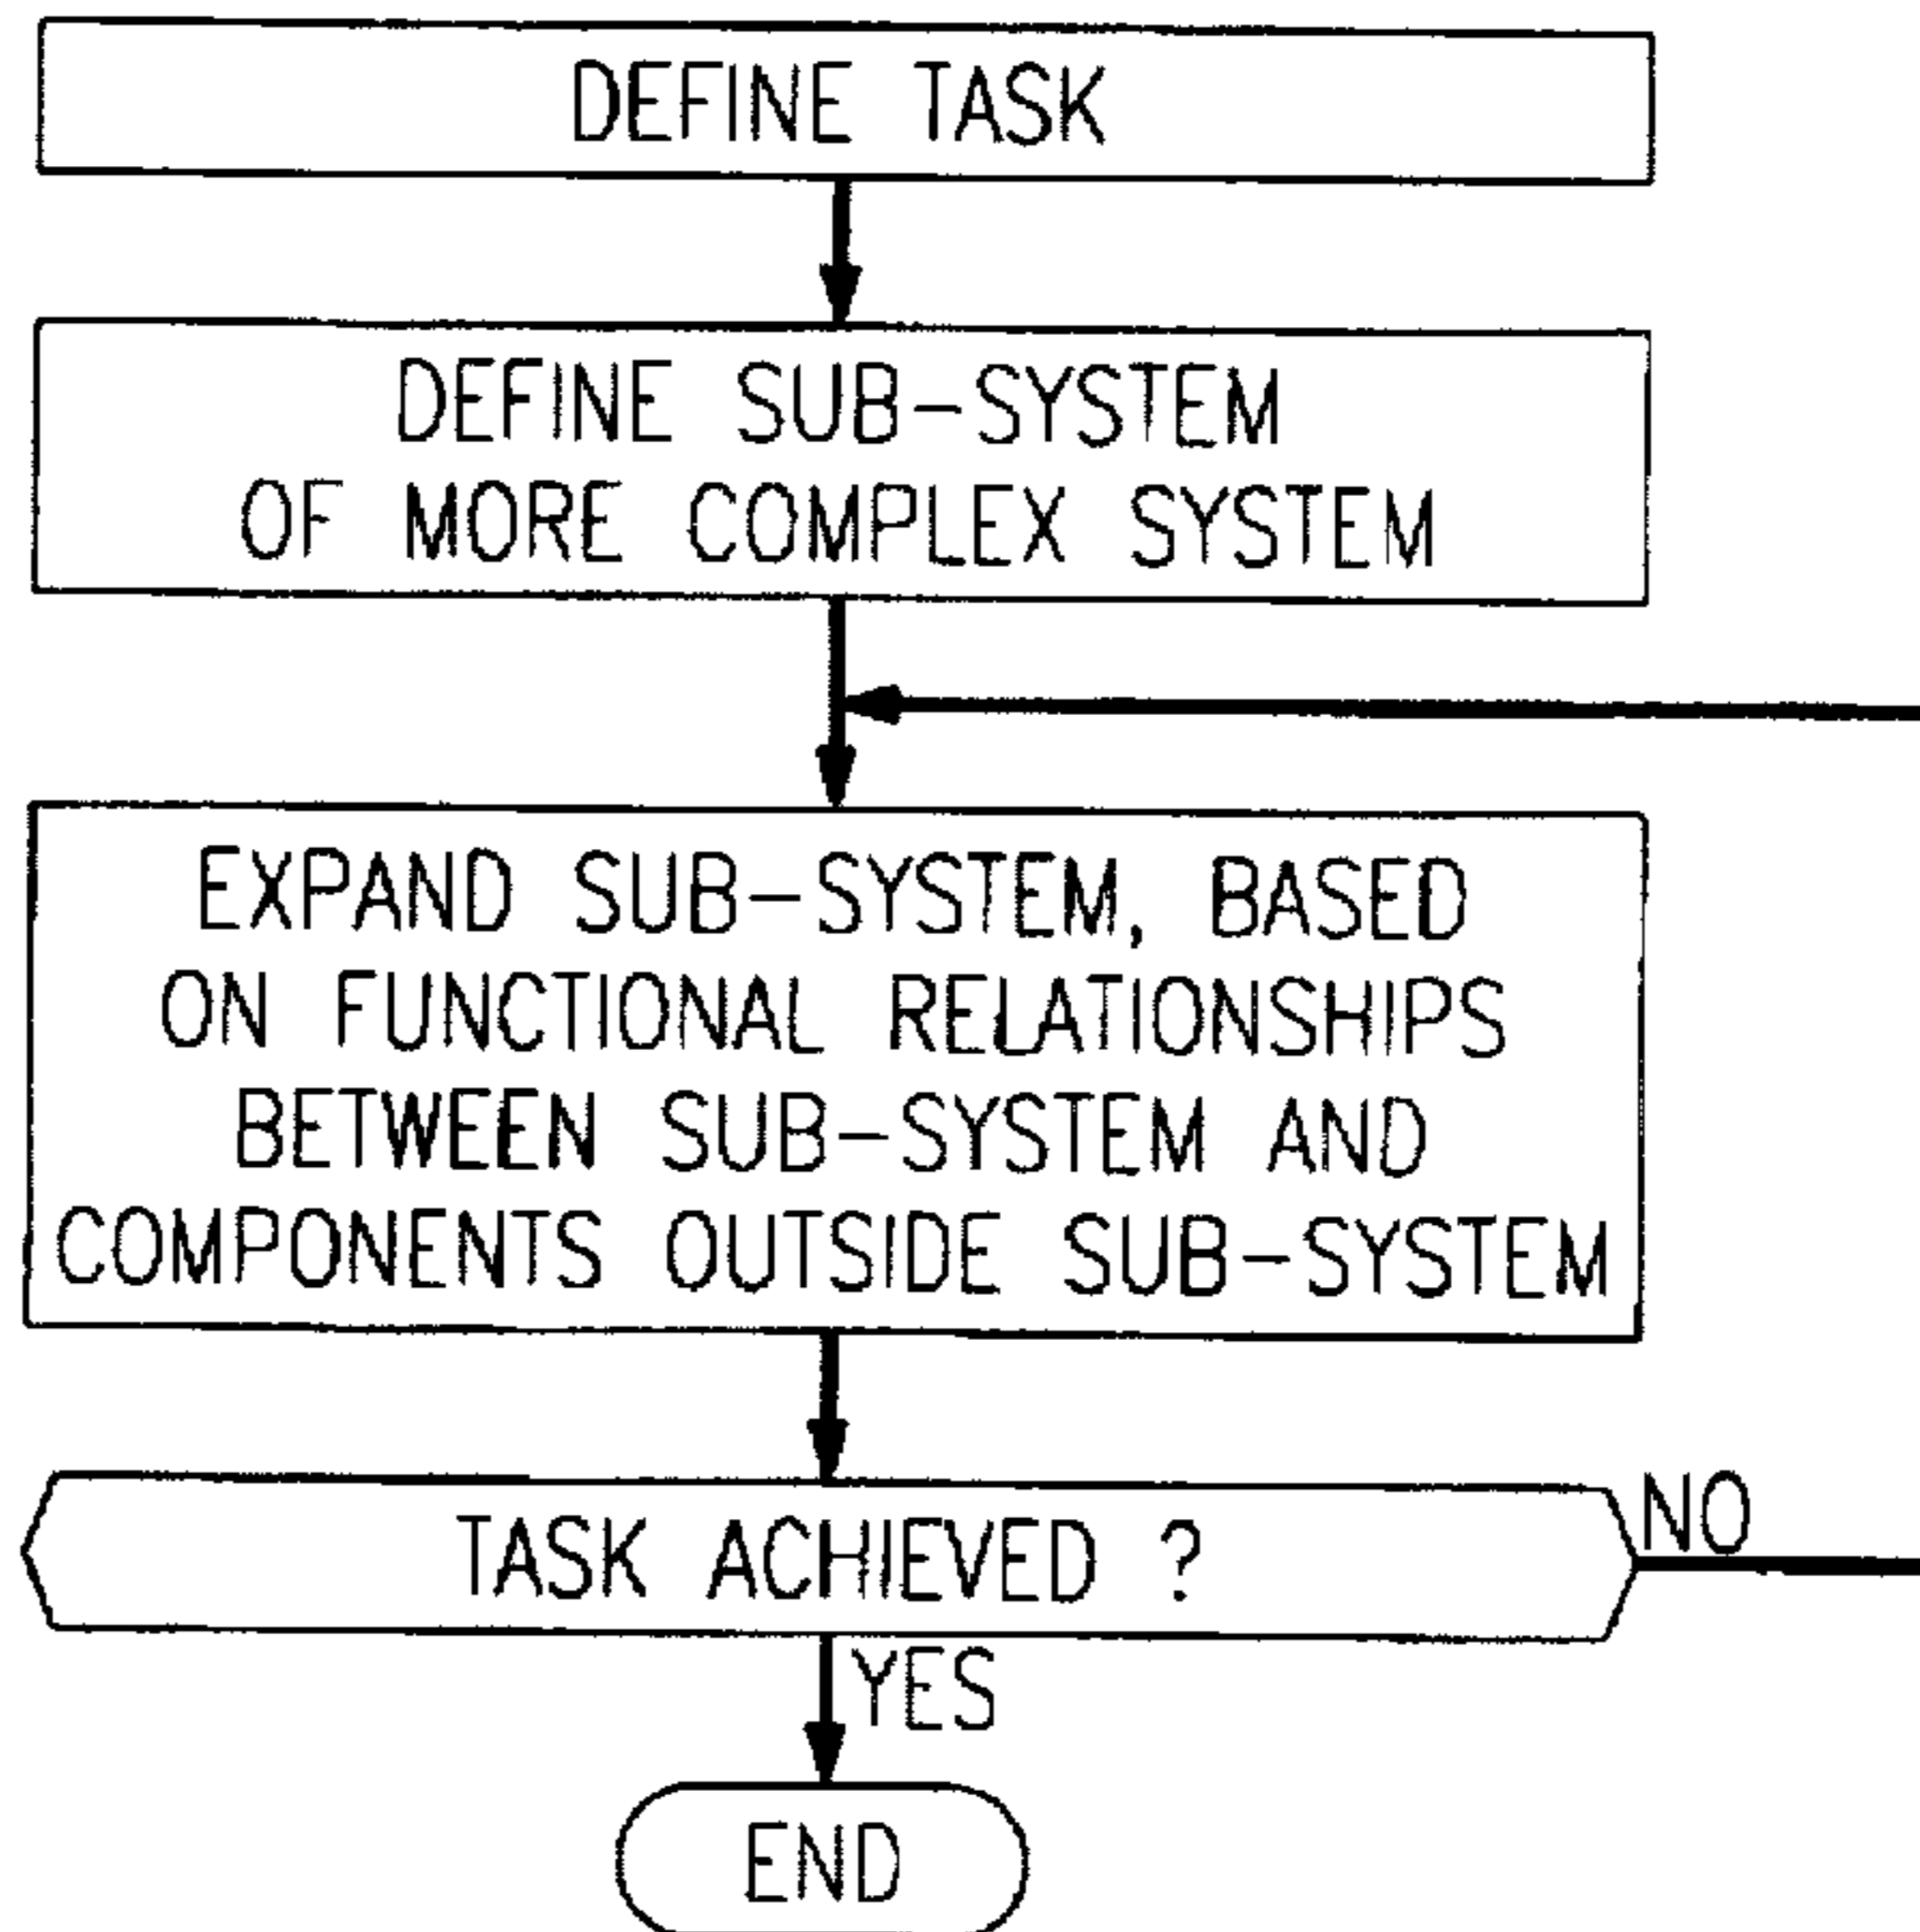 DEFINE TASK
DEFINE SUB-SYSTEM
OF MORE COMPLEX SYSTEM
EXPAND SUB-SYSTEM, BASED
ON FUNCTIONAL RELATIONSHIPS
BETWEEN SUB-SYSTEM AND
COMPONENTS OUTSIDE SUB-SYSTEM
TASK ACHIEVED ?
NO
YES
END